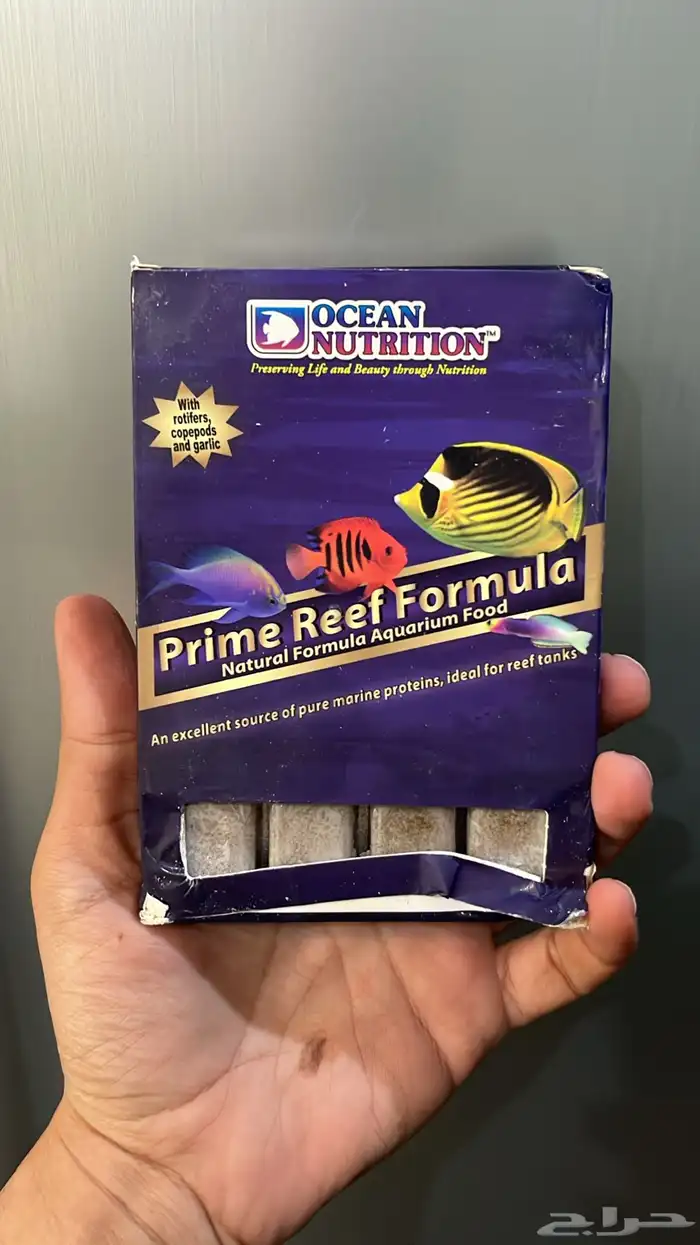 OCEAN
NUTRITION™
Preserving Life and Beauty through Nutrition
With
rotifers,
copepods
and garlic
Prime Reef Formula
Natural Formula Aquarium Food
An excellent source of pure marine proteins, ideal for reef tanks
حراج